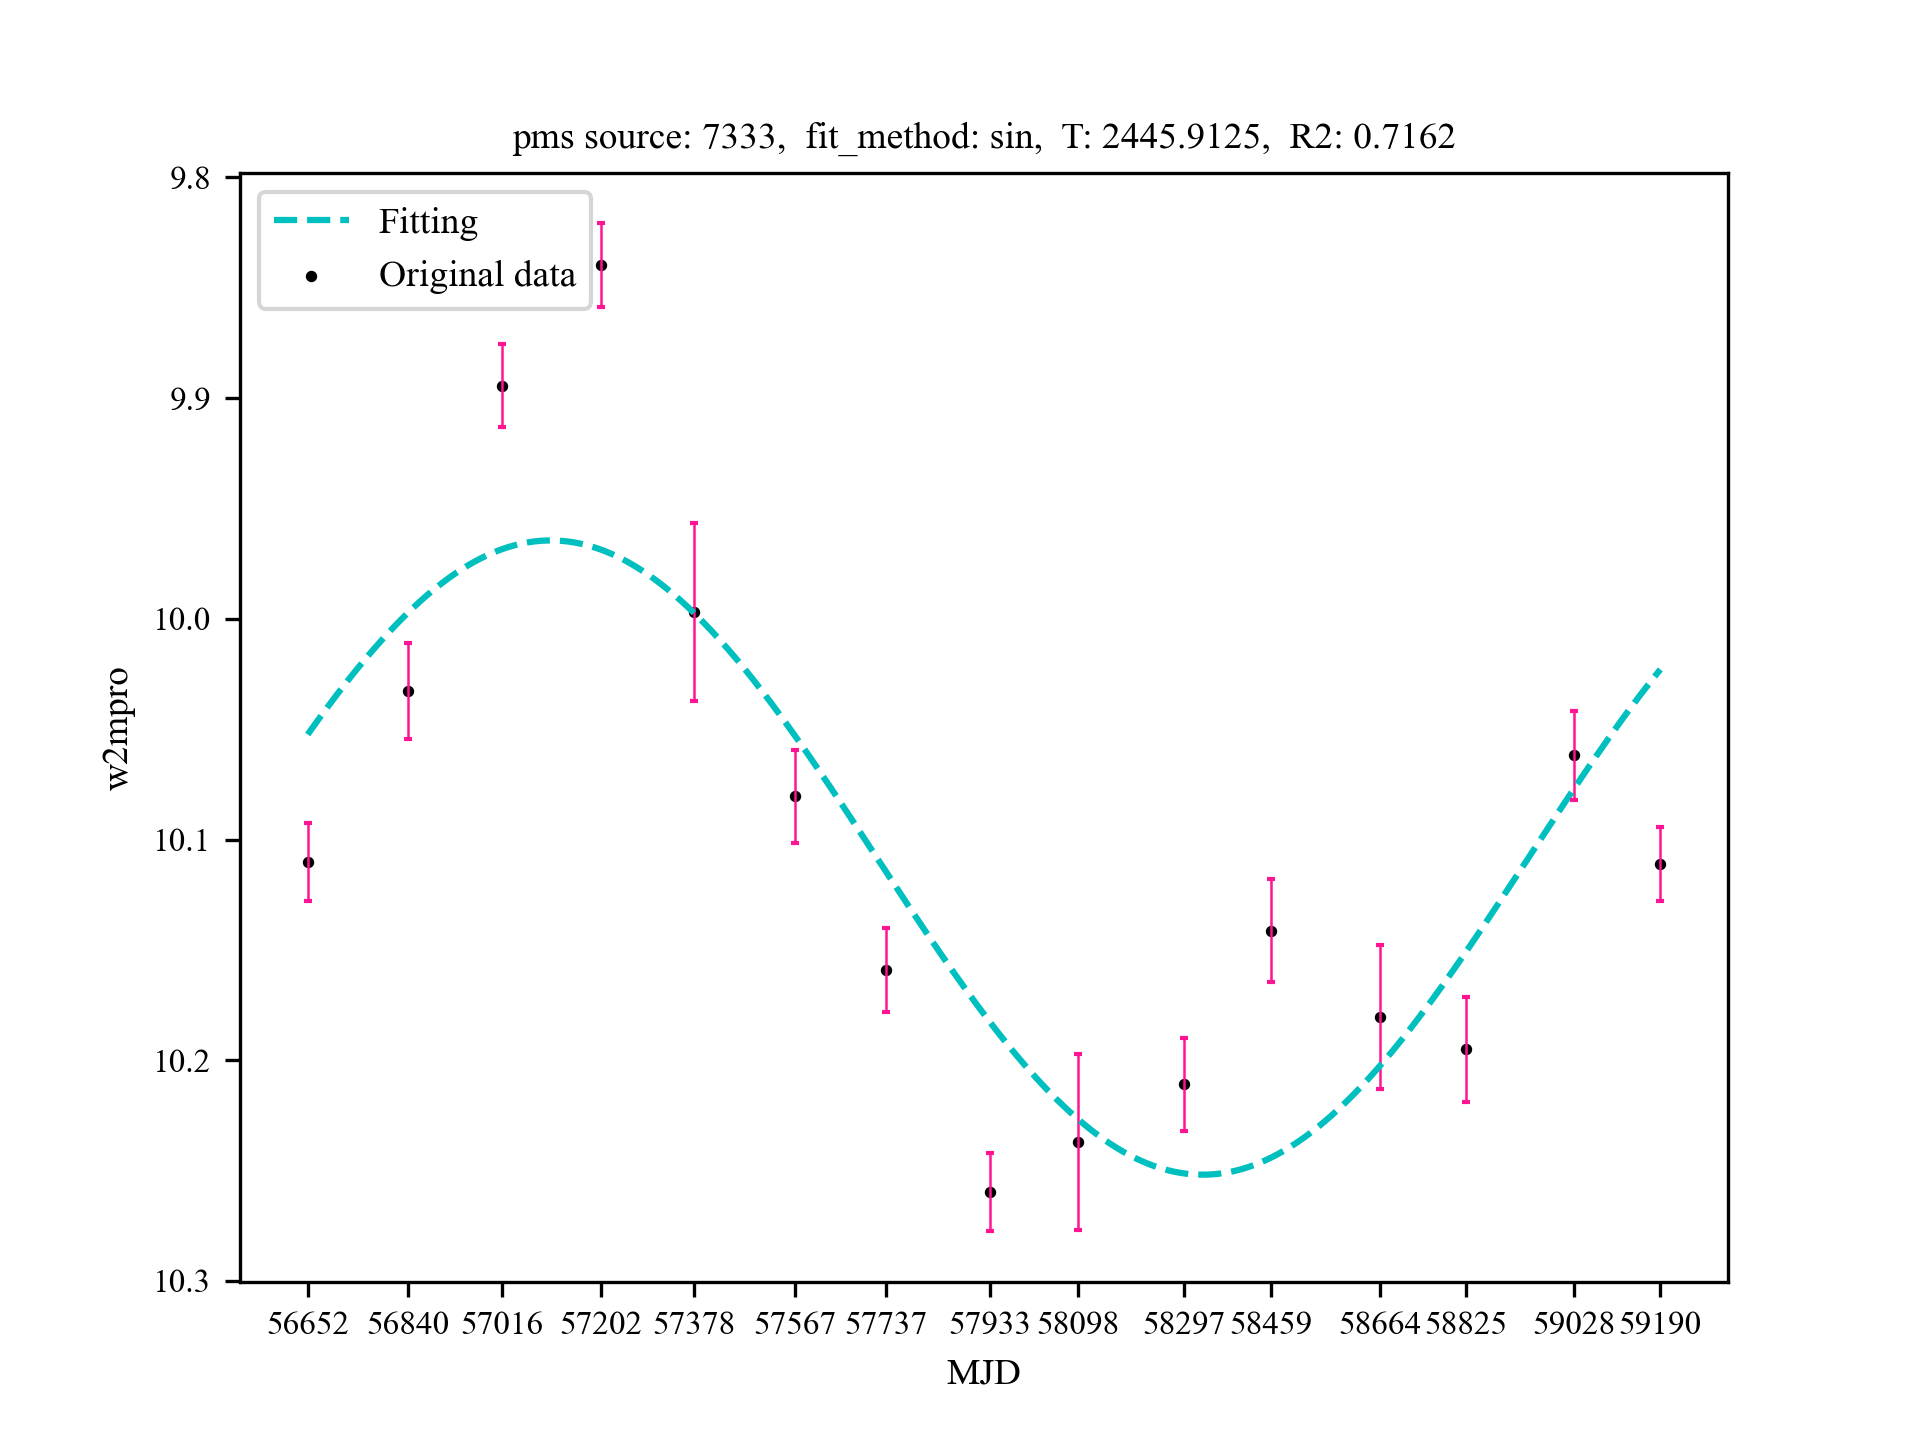 pms source: 7333,  fit_method: sin,  T: 2445.9125,  R2: 0.7162
Fitting
Original data
9.8
9.9
10.0
10.1
10.2
10.3
w2mpro
56652 56840 57016 57202 57378 57567 57737 57933 58098 58297 58459 58664 58825 59028 59190
MJD